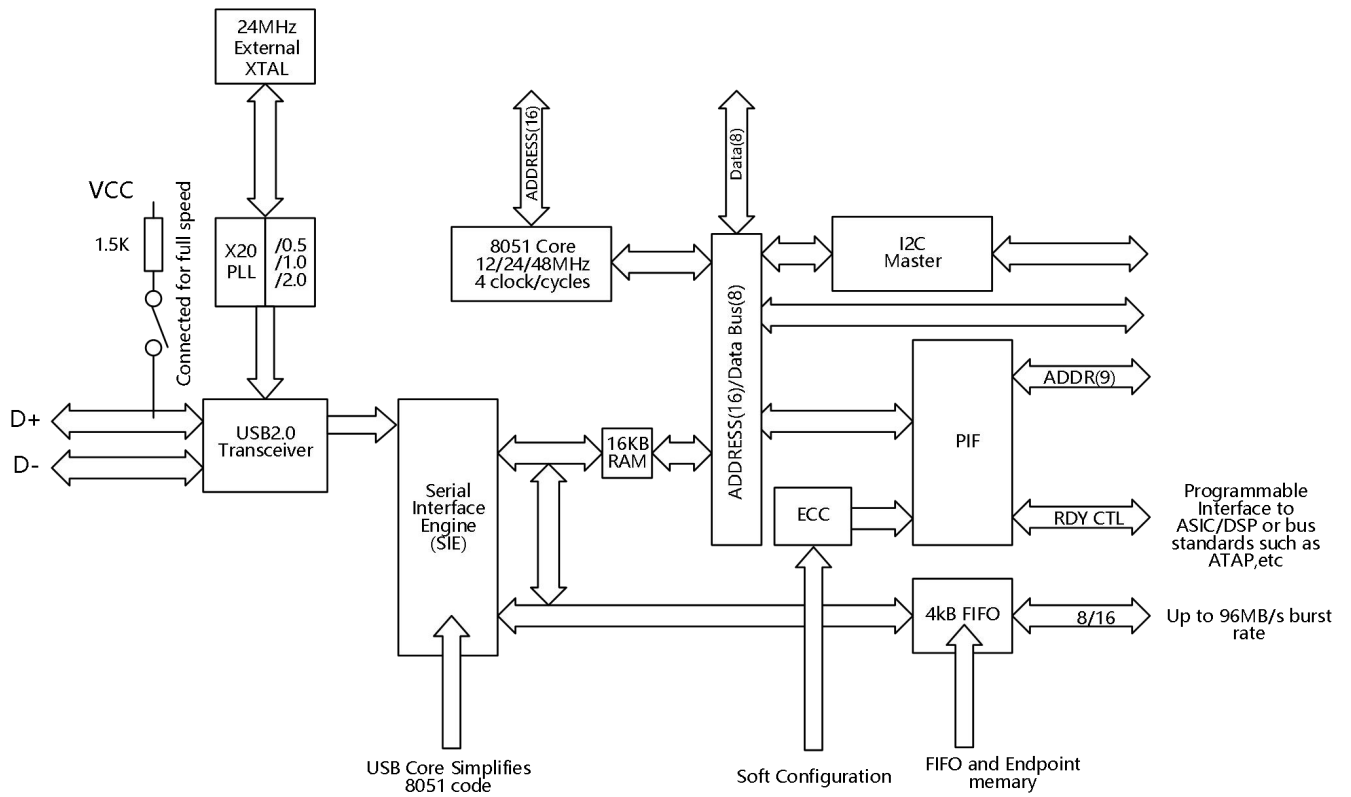 24MHz
External
XTAL
ADDRESS(16)
Data(8)
VCC
1.5K
Connected for full speed
X20
PLL
/0.5
/1.0
/2.0
8051 Core
12/24/48MHz
4 clock/cycles
I2C
Master
ADDRESS(16)/Data Bus(8)
ADDR(9)
D+
D-
USB2.0
Transceiver
16KB
RAM
PIF
Serial
Interface
Engine
(SIE)
ECC
RDY CTL
Programmable
Interface to
ASIC/DSP or bus
standards such as
ATAP,etc
4kB FIFO
8/16
Up to 96MB/s burst
rate
USB Core Simplifies
8051 code
Soft Configuration
FIFO and Endpoint
memary